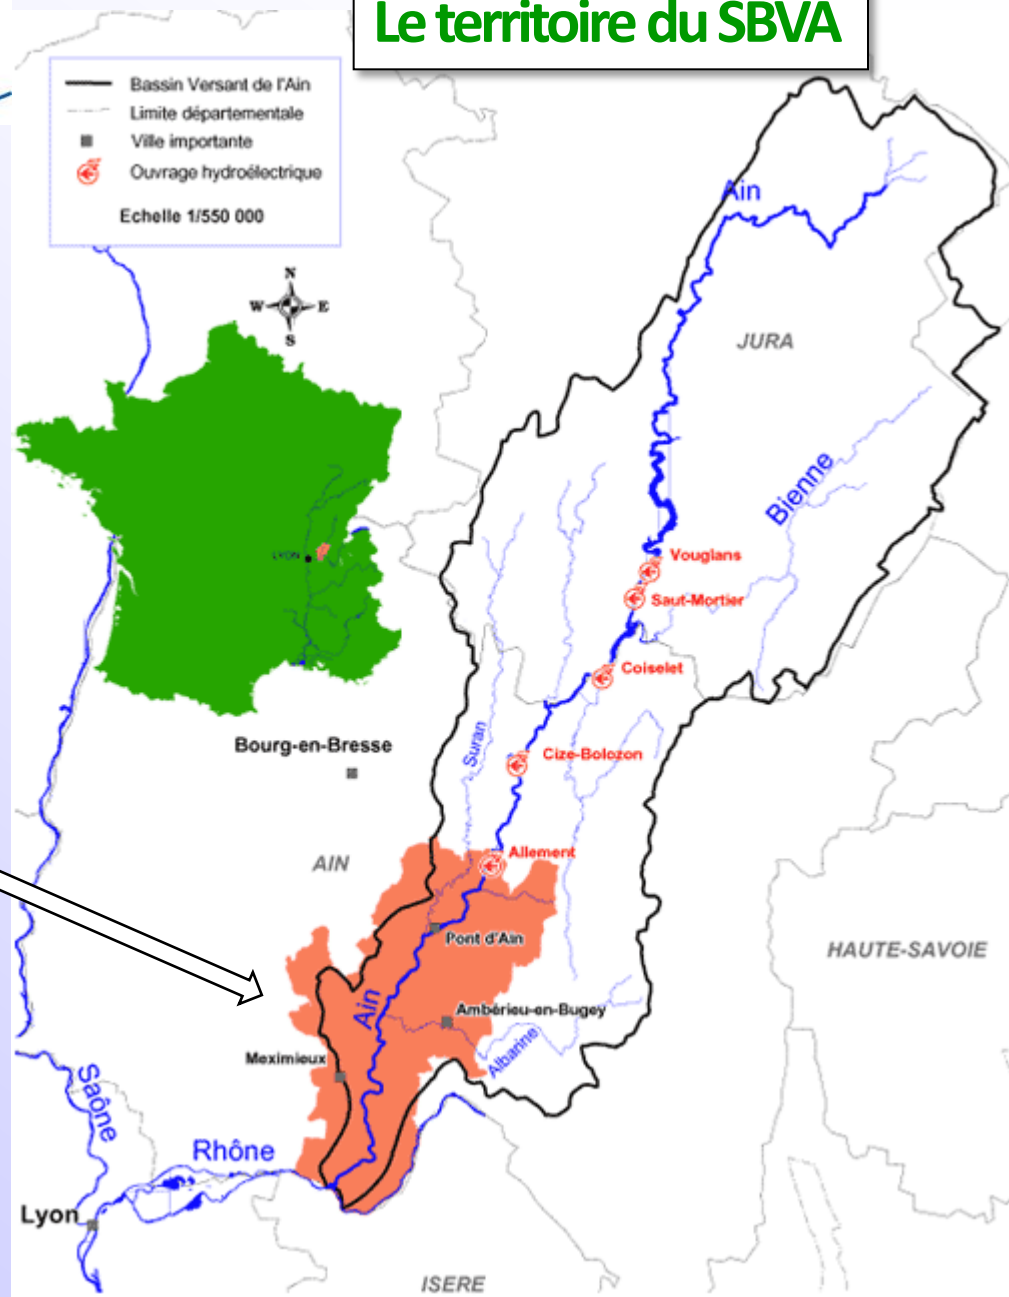 Le territoire du SBVA
Bassin Versant de l'Ain
Limite départementale
Ville importante
Ouvrage hydroélectrique
Echelle 1/550 000
N
W E
S
Ain
JURA
Bienne
LYON
Vouglans
Saut-Mortier
Coiselet
Suran
Bourg-en-Bresse
Cize-Bolozon
Allement
AIN
Pont d'Ain
HAUTE-SAVOIE
Ain
Ambérieu-en-Bugey
Albarine
Meximieux
Saône
Rhône
Lyon
ISERE